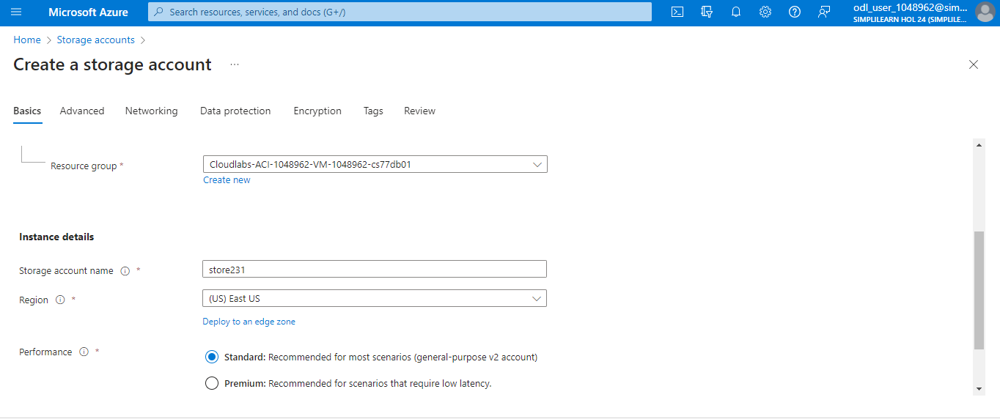 Microsoft Azure
Search resources, services, and docs (G+/)
odl_user_1048962@sim...
SIMPLILEARN HOL 24 (SIMPLILE...
Home > Storage accounts >
Create a storage account ...
Basics Advanced Networking Data protection Encryption Tags Review
Resource group * Cloudlabs-ACI-1048962-VM-1048962-cs77db01
Create new
Instance details
Storage account name * store231
Region * (US) East US
Deploy to an edge zone
Performance * Standard: Recommended for most scenarios (general-purpose v2 account)
Premium: Recommended for scenarios that require low latency.